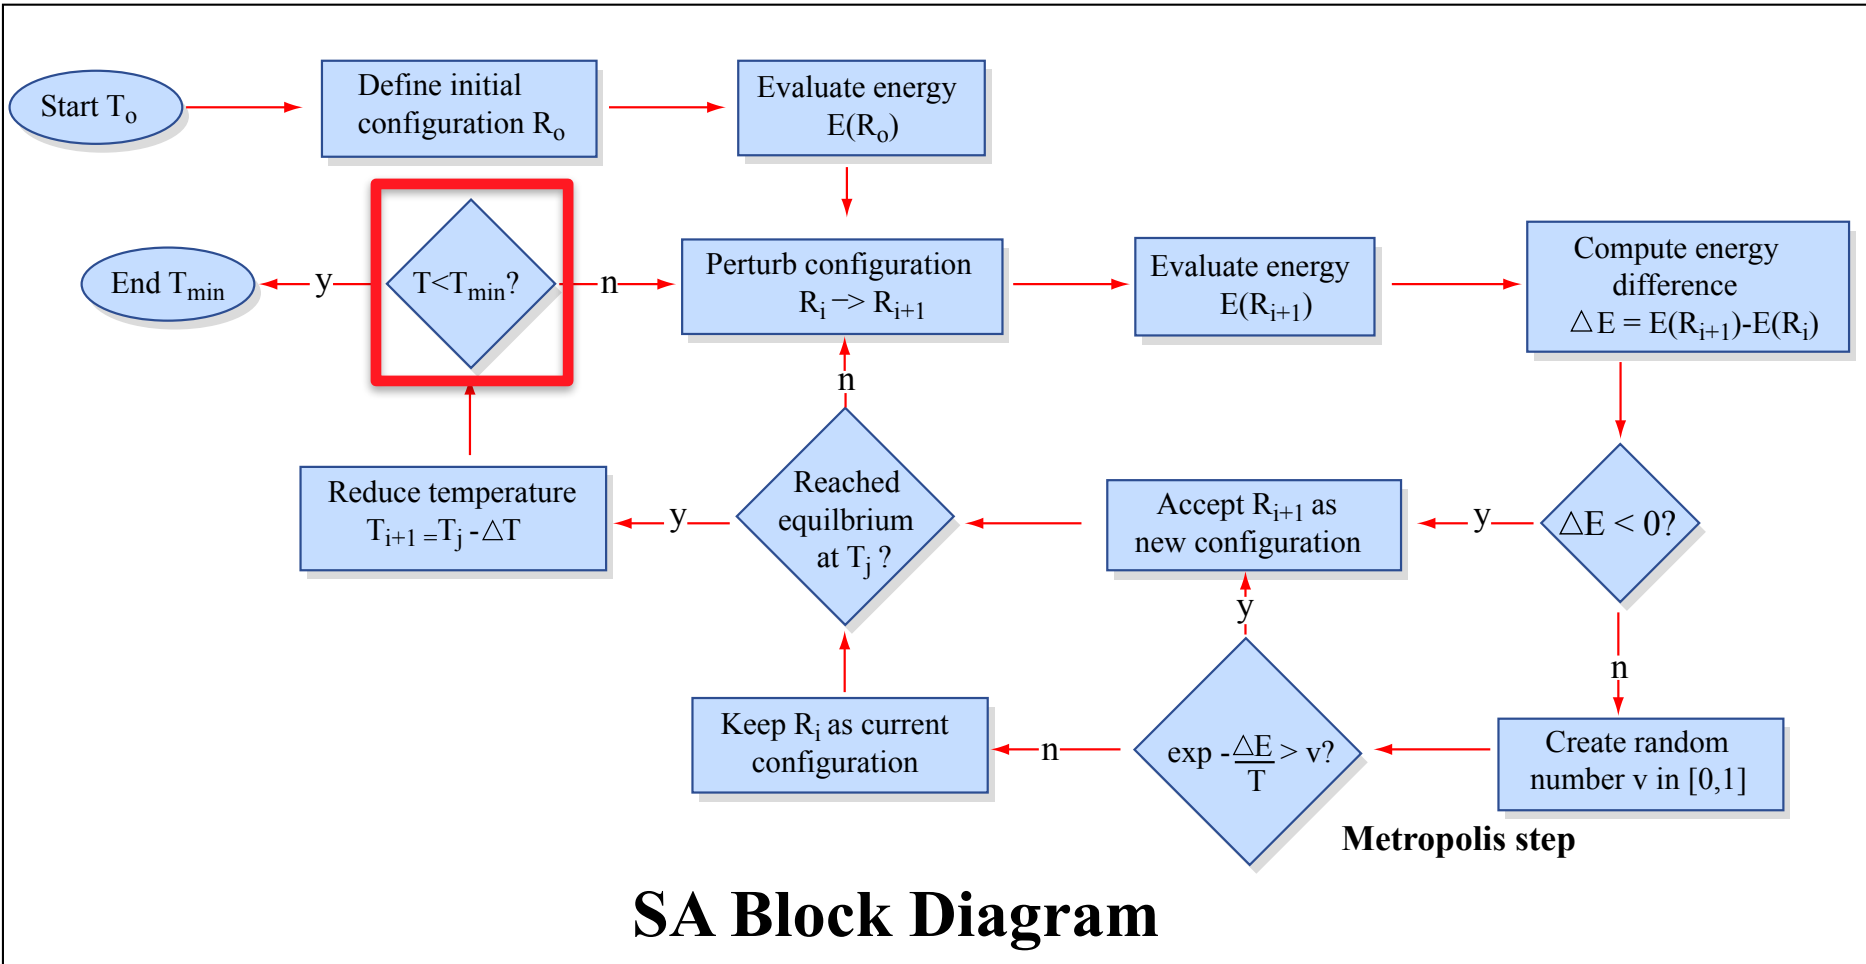 Start Tₒ
Define initial
configuration Rₒ
Evaluate energy
E(Rₒ)
End Tmin
y
T<Tmin?
n
Perturb configuration
Rᵢ –> Rᵢ₊₁
Evaluate energy
E(Rᵢ₊₁)
Compute energy
difference
△E = E(Rᵢ₊₁)-E(Rᵢ)
n
Reduce temperature
Tᵢ₊₁ = Tⱼ - △T
y
Reached
equilbrium
at Tⱼ ?
Accept Rᵢ₊₁ as
new configuration
y
△E < 0?
y
n
Keep Rᵢ as current
configuration
n
exp - △E/T > v?
Create random
number v in [0,1]
Metropolis step
SA Block Diagram